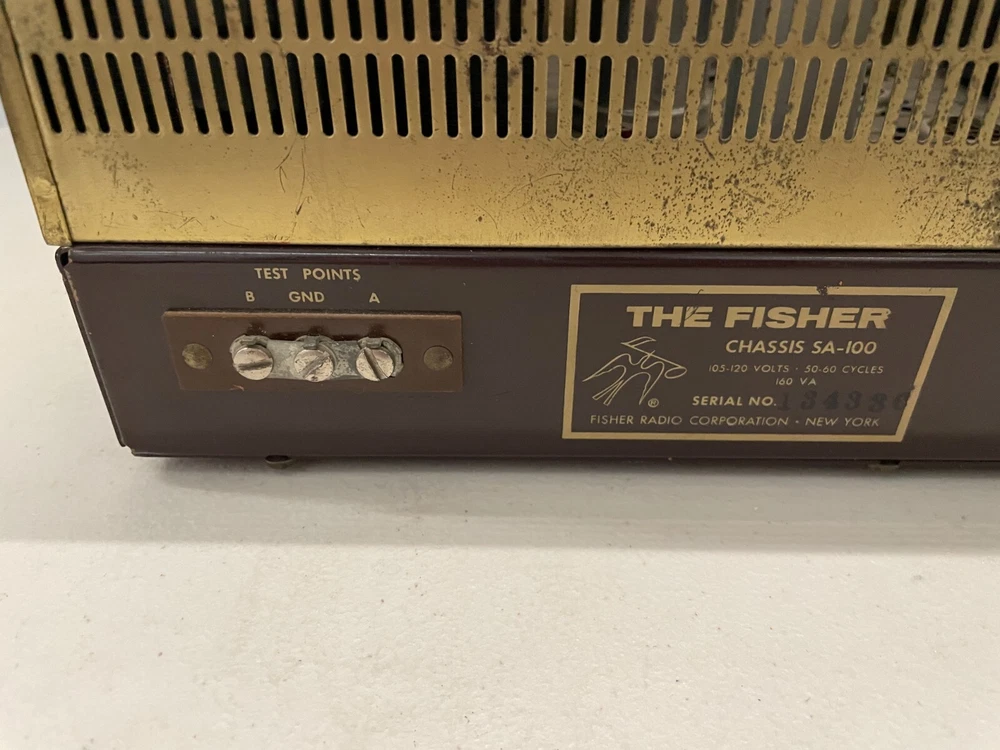 TEST POINTS
B GND A
THE FISHER
CHASSIS SA-100
105-120 VOLTS · 50-60 CYCLES
160 VA
®
SERIAL NO.
FISHER RADIO CORPORATION · NEW YORK